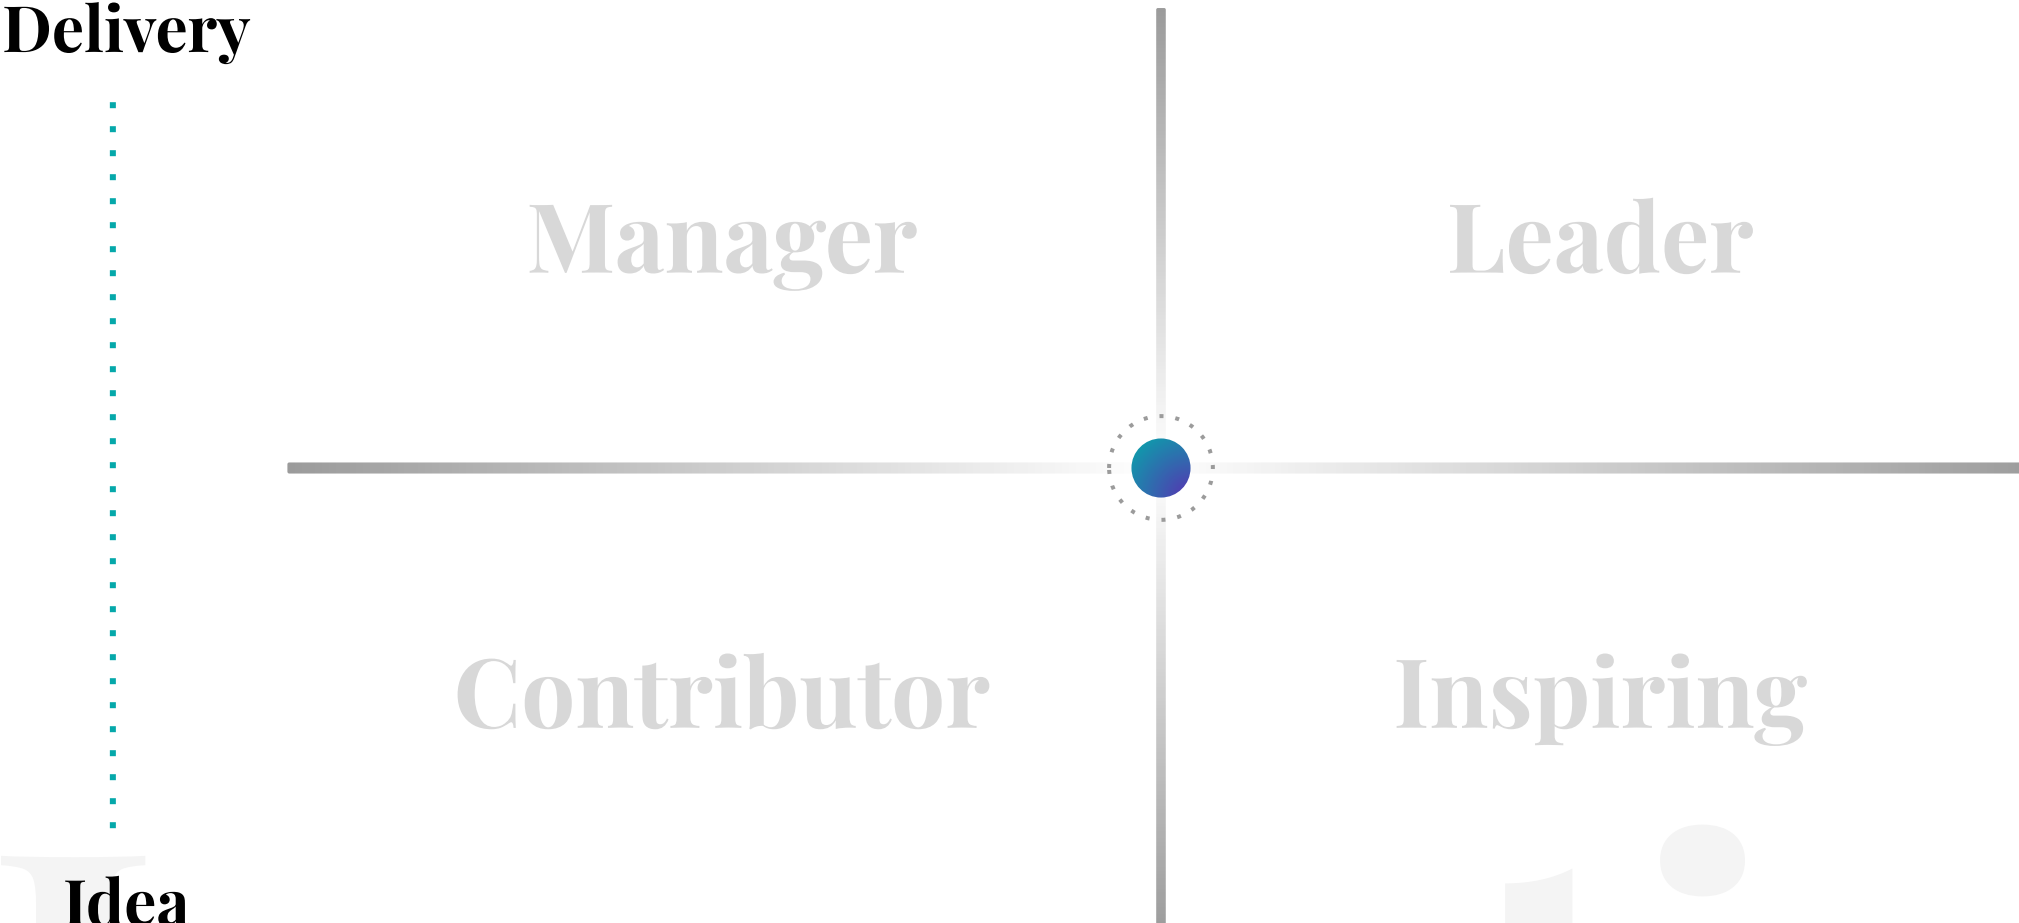 Delivery
Manager
Leader
Contributor
Inspiring
Idea